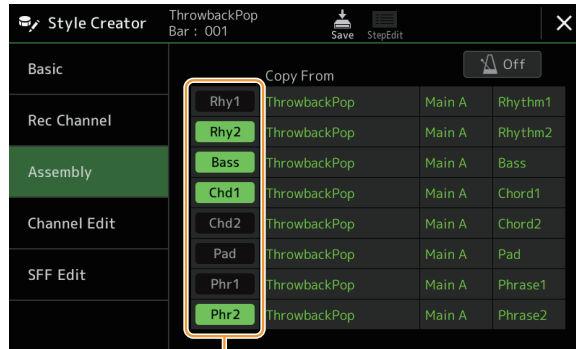 Style Creator
ThrowbackPop
Bar : 001
Save
StepEdit
Basic
Rec Channel
Assembly
Channel Edit
SFF Edit
Copy From
Off
Rhy1 ThrowbackPop Main A Rhythm1
Rhy2 ThrowbackPop Main A Rhythm2
Bass ThrowbackPop Main A Bass
Chd1 ThrowbackPop Main A Chord1
Chd2 ThrowbackPop Main A Chord2
Pad ThrowbackPop Main A Pad
Phr1 ThrowbackPop Main A Phrase1
Phr2 ThrowbackPop Main A Phrase2